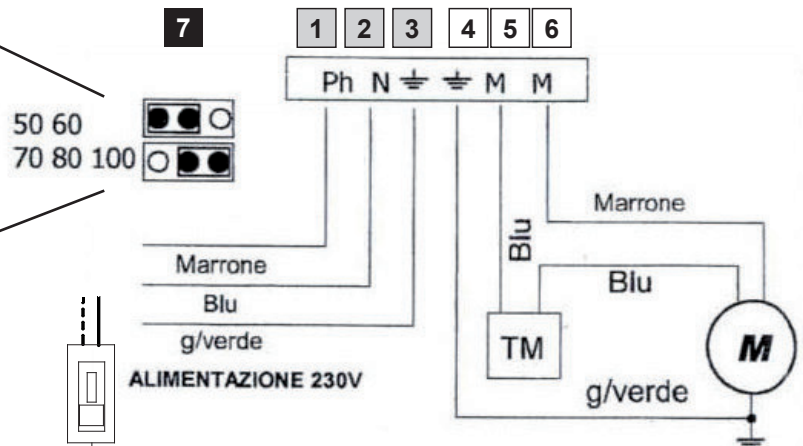 7 1 2 3 4 5 6
Ph N M M
50 60
70 80 100
Marrone
Blu
Marrone
Blu
Blu
g/verde
TM
M
ALIMENTAZIONE 230V
g/verde